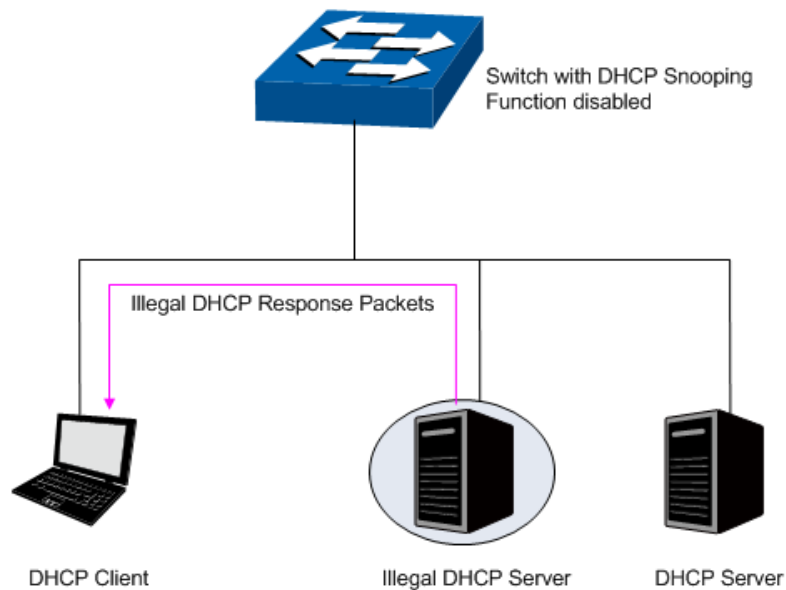 Switch with DHCP Snooping
Function disabled
Illegal DHCP Response Packets
DHCP Client
Illegal DHCP Server
DHCP Server